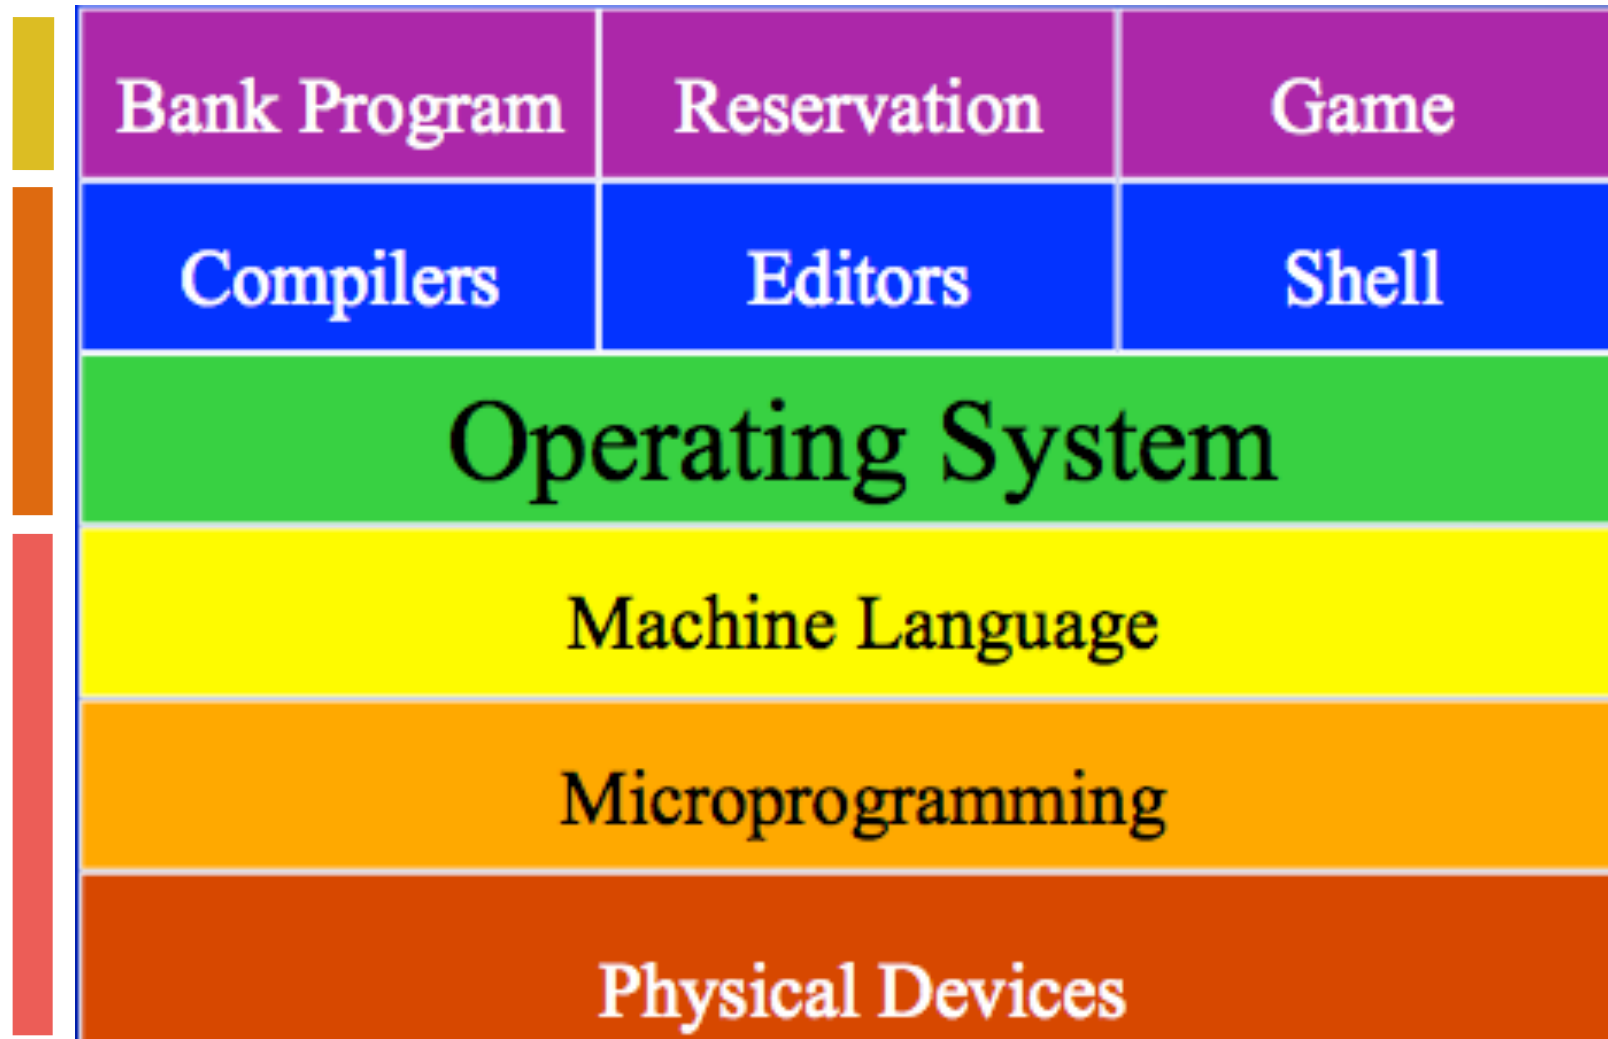 Bank Program Reservation Game
Compilers Editors Shell
Operating System
Machine Language
Microprogramming
Physical Devices